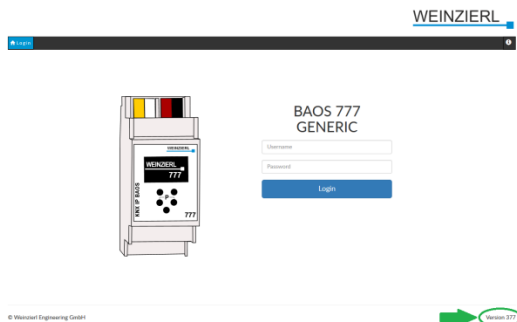 WEINZIERL
Login
BAOS 777
GENERIC
Username
Password
Login
WEINZIERL
WEINZIERL
777
P
KNX IP BAOS
777
© Weinzierl Engineering GmbH
Version 377